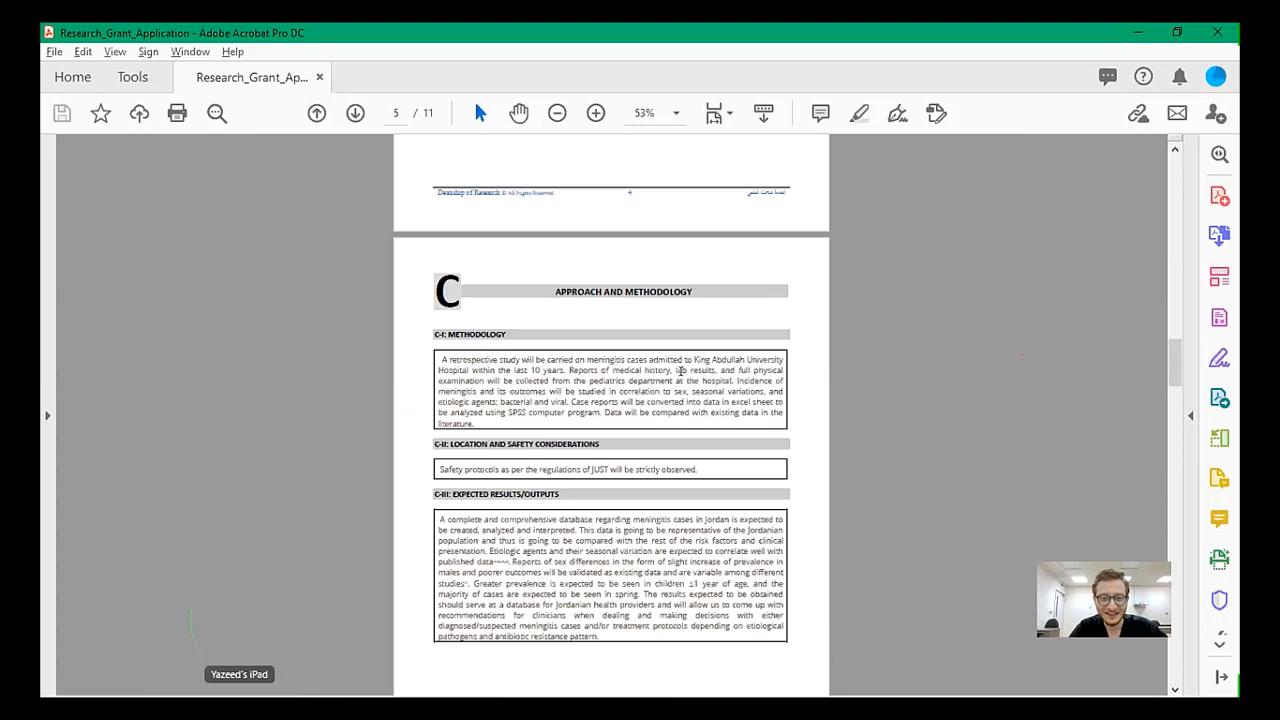 Research_Grant_Application - Adobe Acrobat Pro DC
File Edit View Sign Window Help
Home Tools Research_Grant_Ap... ×
5 / 11 53%
Deanship of Research © All Rights Reserved 4
C APPROACH AND METHODOLOGY
C-I: METHODOLOGY
A retrospective study will be carried on meningitis cases admitted to King Abdullah University
Hospital within the last 10 years. Reports of medical history, lab results, and full physical
examination will be collected from the pediatrics department at the hospital. Incidence of
meningitis and its outcomes will be studied in correlation to sex, seasonal variations, and
etiologic agents; bacterial and viral. Case reports will be converted into data in excel sheet to
be analyzed using SPSS computer program. Data will be compared with existing data in the
literature.
C-II: LOCATION AND SAFETY CONSIDERATIONS
Safety protocols as per the regulations of JUST will be strictly observed.
C-III: EXPECTED RESULTS/OUTPUTS
A complete and comprehensive database regarding meningitis cases in Jordan is expected to
be created, analyzed and interpreted. This data is going to be representative of the Jordanian
population and thus is going to be compared with the rest of the risk factors and clinical
presentation. Etiologic agents and their seasonal variation are expected to correlate well with
published data. Reports of sex differences in the form of slight increase of prevalence in
males and poorer outcomes will be validated as existing data and are variable among different
studies. Greater prevalence is expected to be seen in children ≤1 year of age, and the
majority of cases are expected to be seen in spring. The results expected to be obtained
should serve as a database for Jordanian health providers and will allow us to come up with
recommendations for clinicians when dealing and making decisions with either
diagnosed/suspected meningitis cases and/or treatment protocols depending on etiological
pathogens and antibiotic resistance pattern.
Yazeed's iPad